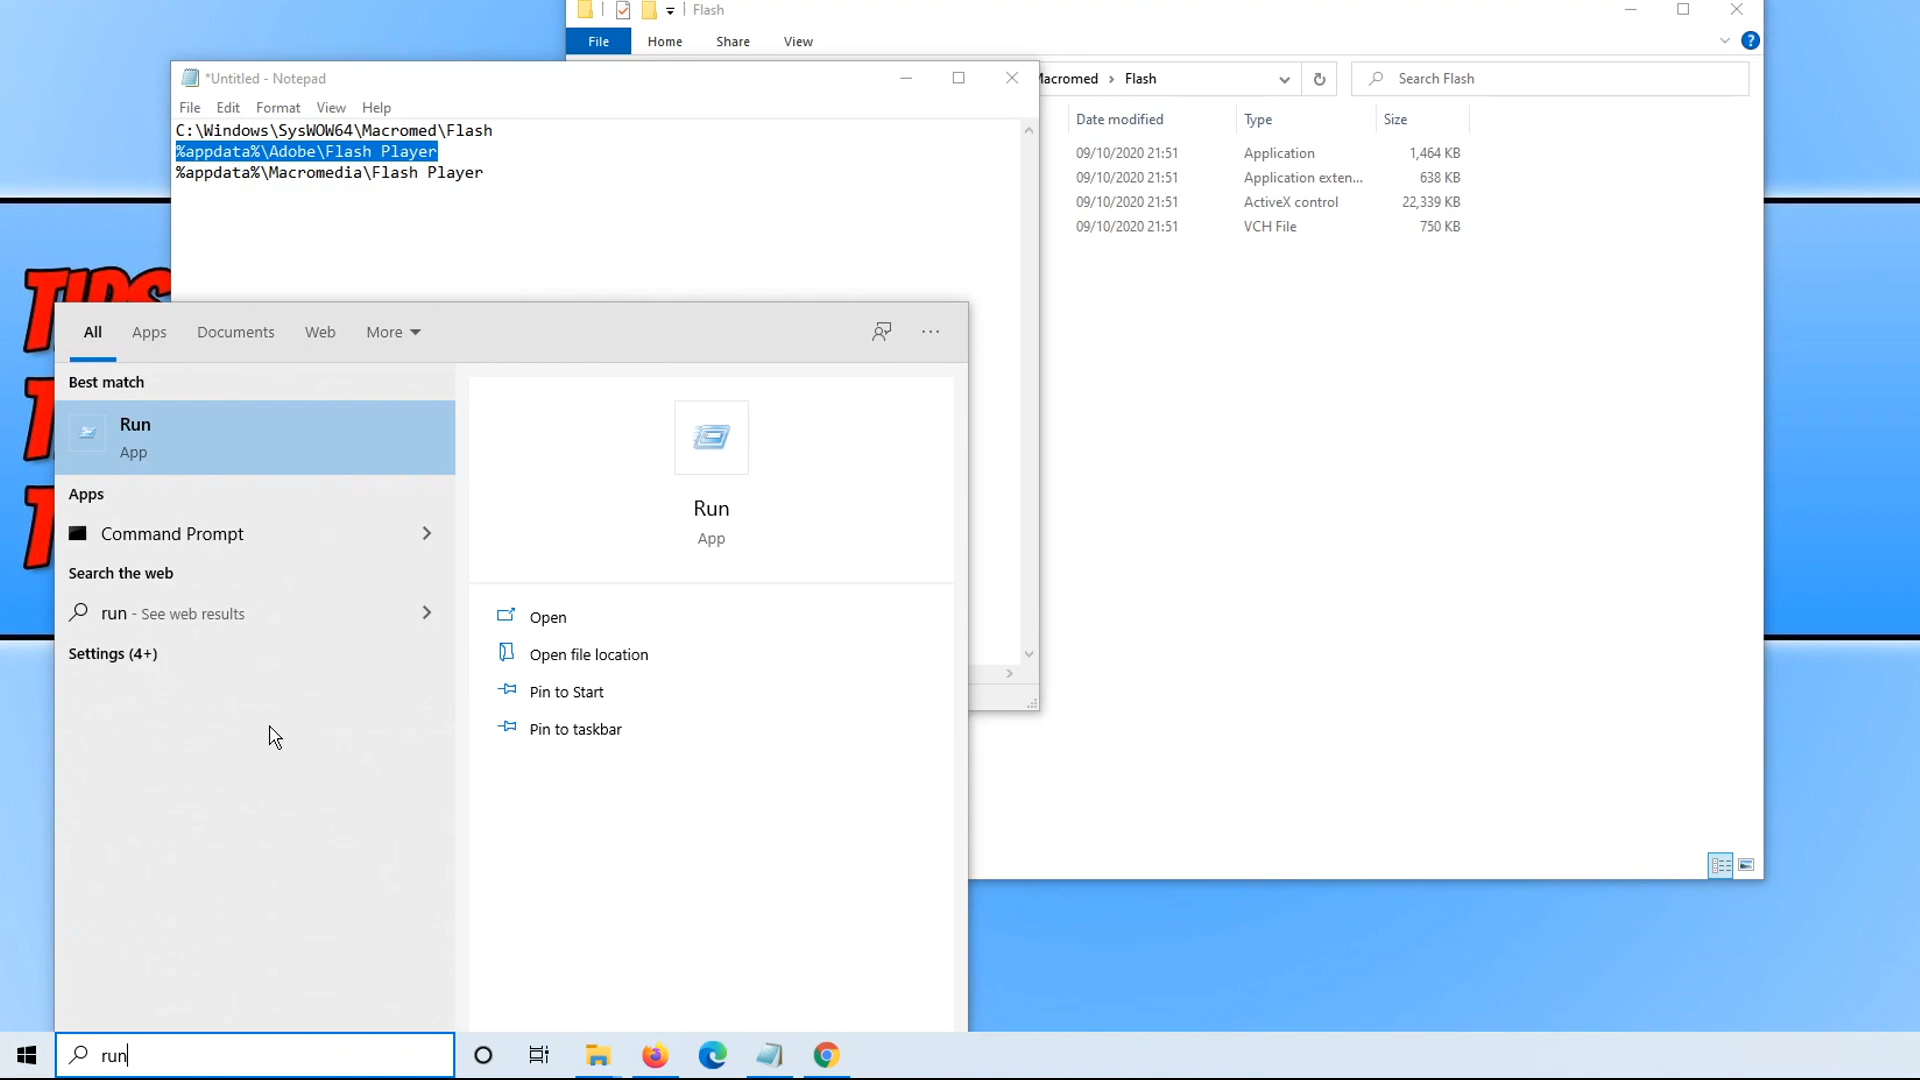 Flash
File Home Share View
Macromed > Flash
Search Flash
Date modified Type Size
09/10/2020 21:51 Application 1,464 KB
09/10/2020 21:51 Application exten... 638 KB
09/10/2020 21:51 ActiveX control 22,339 KB
09/10/2020 21:51 VCH File 750 KB
*Untitled - Notepad
File Edit Format View Help
C:\Windows\SysWOW64\Macromed\Flash
%appdata%\Adobe\Flash Player
%appdata%\Macromedia\Flash Player
All Apps Documents Web More
Best match
Run
App
Apps
Command Prompt
Search the web
run - See web results
Settings (4+)
Run
App
Open
Open file location
Pin to Start
Pin to taskbar
run